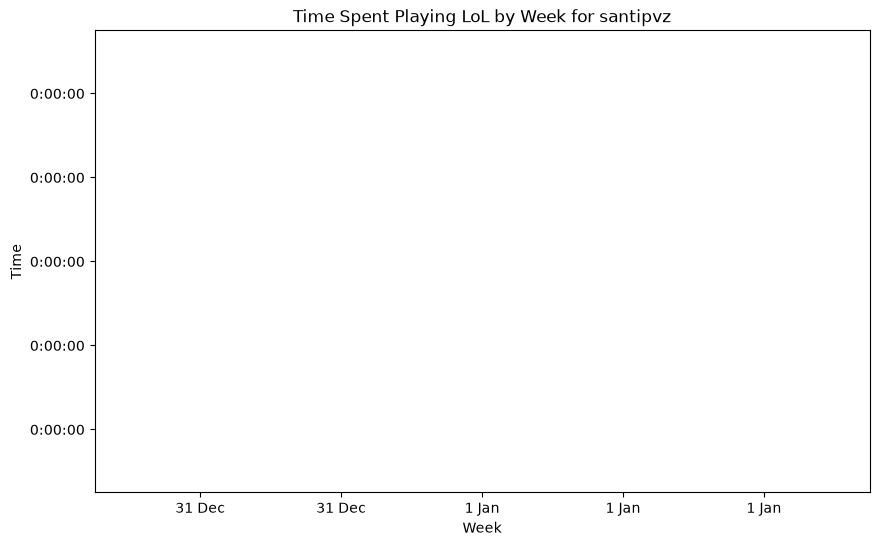 Time Spent Playing LoL by Week for santipvz
0:00:00
0:00:00
0:00:00
0:00:00
0:00:00
Time
31 Dec
31 Dec
1 Jan
1 Jan
1 Jan
Week